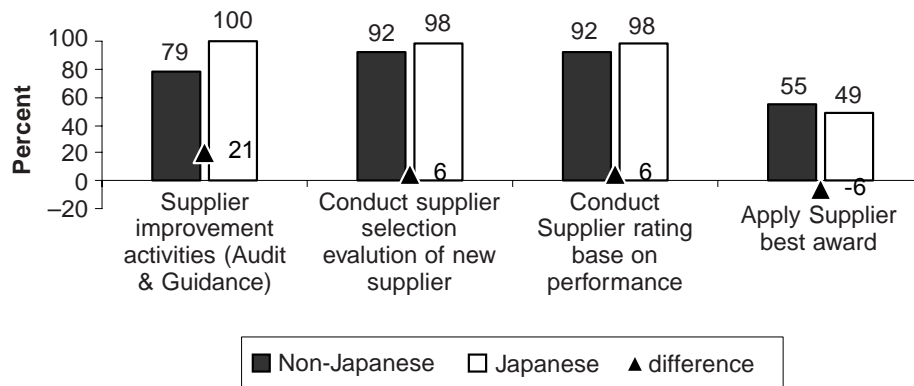 100
98
98
92
92
79
55
49
21
6
6
-6
Percent
100
80
60
40
20
0
–20
Supplier
improvement
activities (Audit
& Guidance)
Conduct supplier
selection
evalution of new
supplier
Conduct
Supplier rating
base on
performance
Apply Supplier
best award
Non-Japanese
Japanese
difference